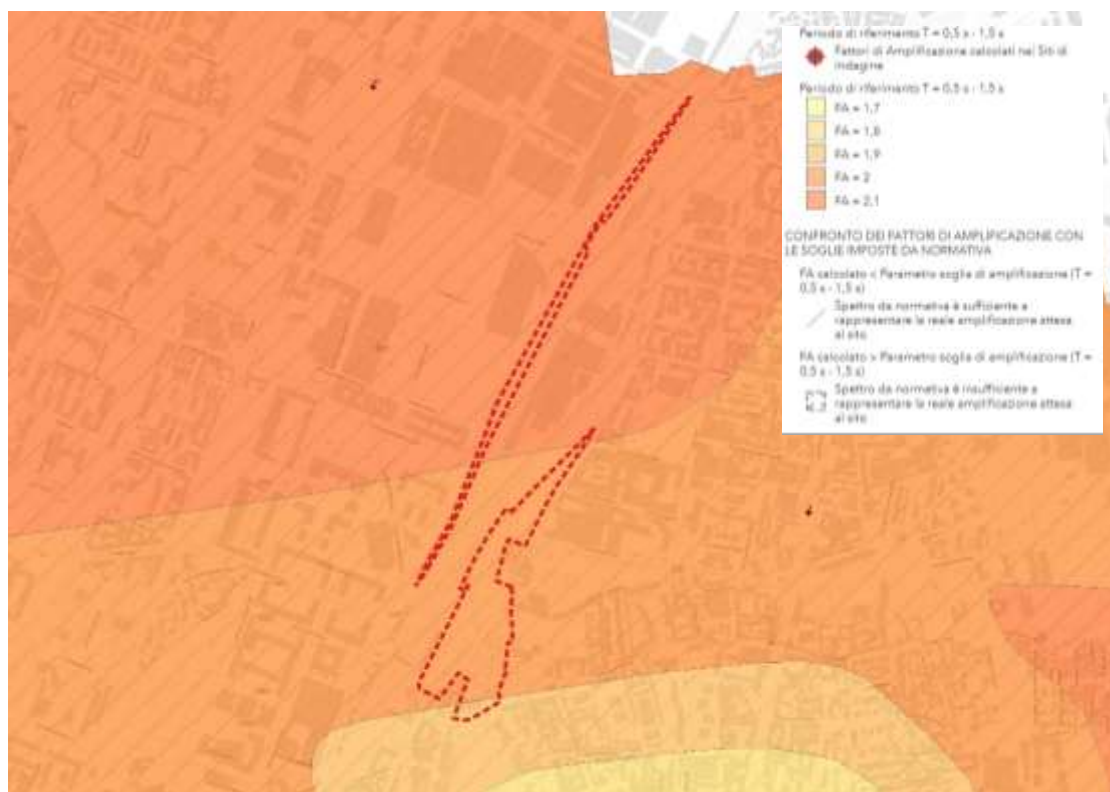 Periodo di riferimento T = 0,5 s - 1,5 s
Fattori di Amplificazione calcolati nei Siti di
indagine
Periodo di riferimento T = 0,5 s - 1,5 s
FA = 1,7
FA = 1,8
FA = 1,9
FA = 2
FA = 2,1
CONFRONTO DEI FATTORI DI AMPLIFICAZIONE CON
LE SOGLIE IMPOSTE DA NORMATIVA
FA calcolato < Parametro soglia di amplificazione (T =
0,5 s - 1,5 s)
Spettro da normativa è sufficiente a
rappresentare la reale amplificazione attesa
al sito
FA calcolato > Parametro soglia di amplificazione (T =
0,5 s - 1,5 s)
Spettro da normativa è insufficiente a
rappresentare la reale amplificazione attesa
al sito